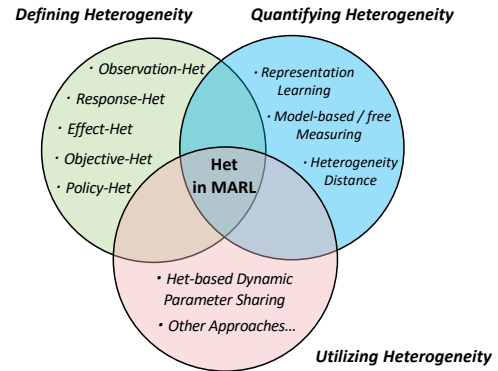 Defining Heterogeneity
Quantifying Heterogeneity
· Observation-Het
· Response-Het
· Effect-Het
· Objective-Het
· Policy-Het
· Representation
Learning
· Model-based / free
Measuring
· Heterogeneity
Distance
Het
in MARL
· Het-based Dynamic
Parameter Sharing
· Other Approaches...
Utilizing Heterogeneity